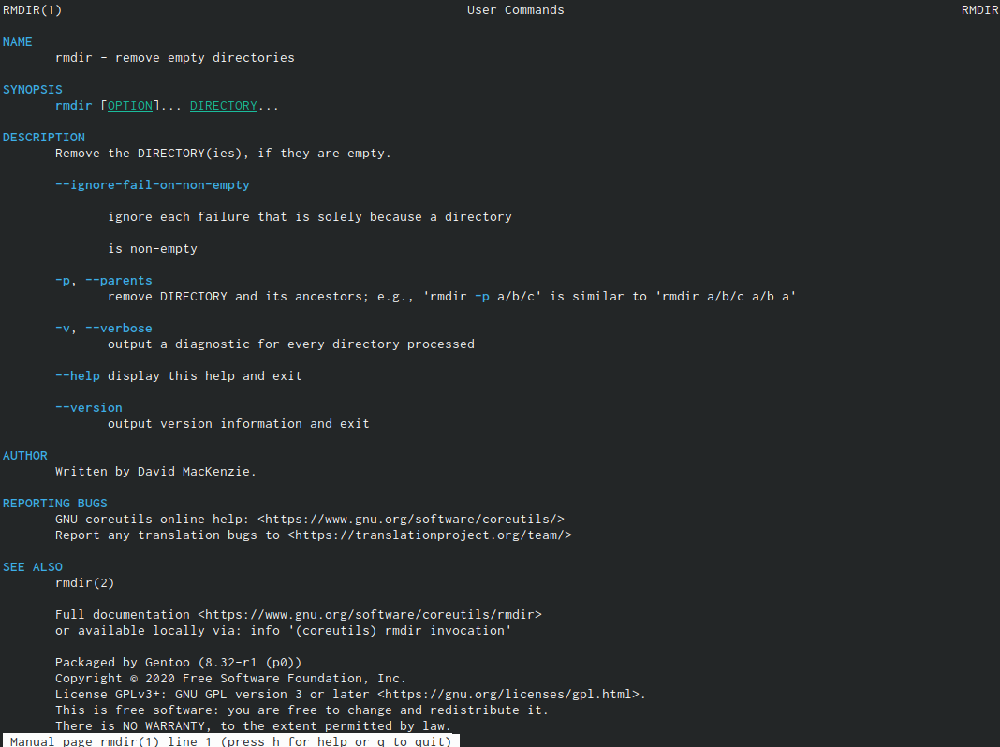 RMDIR(1) User Commands RMDIR
NAME
rmdir - remove empty directories
SYNOPSIS
rmdir [OPTION]... DIRECTORY...
DESCRIPTION
Remove the DIRECTORY(ies), if they are empty.
--ignore-fail-on-non-empty
ignore each failure that is solely because a directory
is non-empty
-p, --parents
remove DIRECTORY and its ancestors; e.g., 'rmdir -p a/b/c' is similar to 'rmdir a/b/c a/b a'
-v, --verbose
output a diagnostic for every directory processed
--help display this help and exit
--version
output version information and exit
AUTHOR
Written by David MacKenzie.
REPORTING BUGS
GNU coreutils online help: <https://www.gnu.org/software/coreutils/>
Report any translation bugs to <https://translationproject.org/team/>
SEE ALSO
rmdir(2)
Full documentation <https://www.gnu.org/software/coreutils/rmdir>
or available locally via: info '(coreutils) rmdir invocation'
Packaged by Gentoo (8.32-r1 (p0))
Copyright © 2020 Free Software Foundation, Inc.
License GPLv3+: GNU GPL version 3 or later <https://gnu.org/licenses/gpl.html>.
This is free software: you are free to change and redistribute it.
There is NO WARRANTY, to the extent permitted by law.
Manual page rmdir(1) line 1 (press h for help or q to quit)